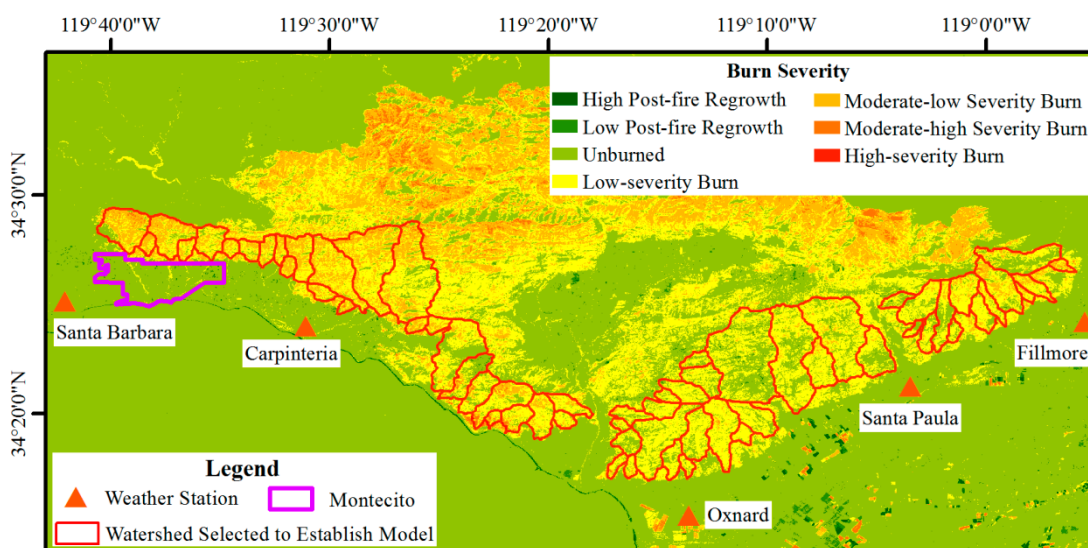 119°40'0"W 119°30'0"W 119°20'0"W 119°10'0"W 119°0'0"W
Burn Severity
High Post-fire Regrowth
Low Post-fire Regrowth
Unburned
Low-severity Burn
Moderate-low Severity Burn
Moderate-high Severity Burn
High-severity Burn
34°30'0"N
34°20'0"N
Santa Barbara
Carpinteria
Fillmore
Santa Paula
Oxnard
Legend
Weather Station
Montecito
Watershed Selected to Establish Model